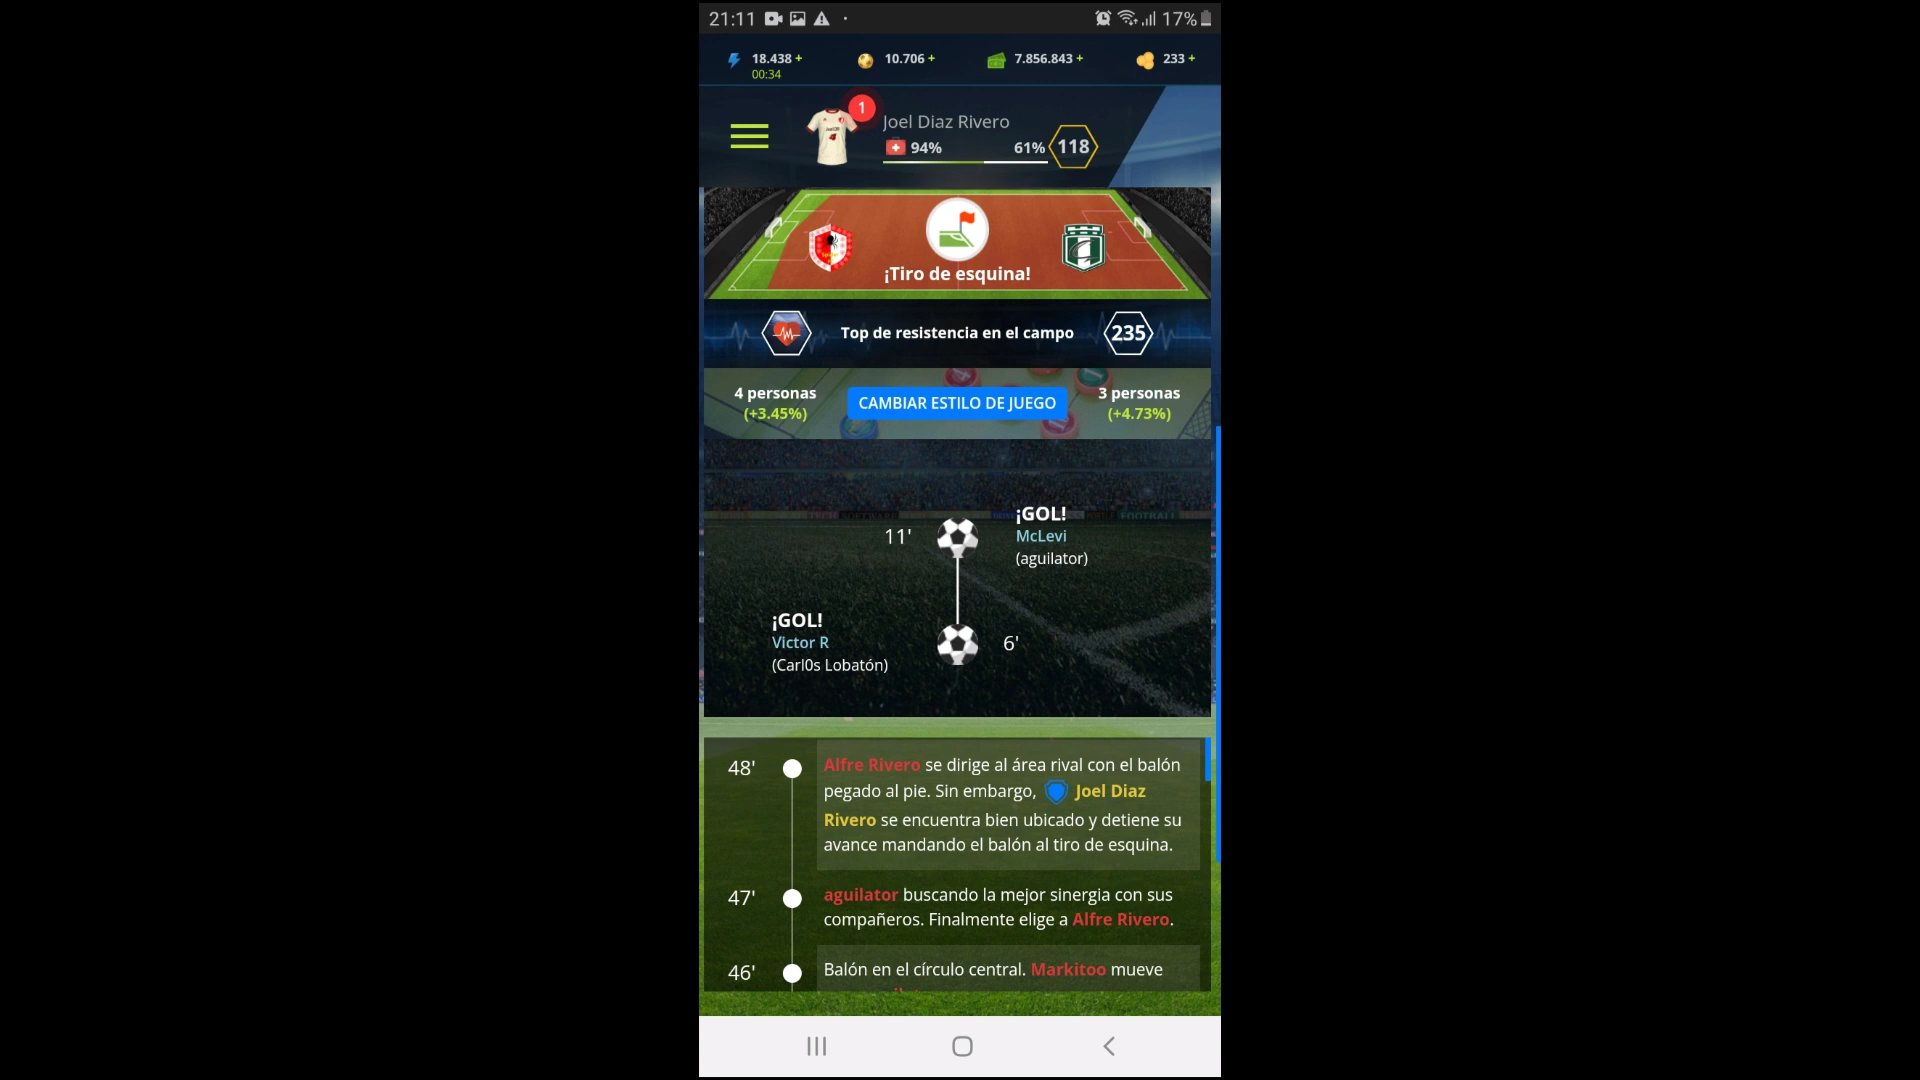 21:11
17%
18.438 +
00:34
10.706 +
7.856.843 +
233 +
1
Joel Diaz Rivero
94%
61%
118
¡Tiro de esquina!
Top de resistencia en el campo
235
4 personas
(+3.45%)
CAMBIAR ESTILO DE JUEGO
3 personas
(+4.73%)
11'
¡GOL!
McLevi
(aguilator)
¡GOL!
Victor R
(Carl0s Lobatón)
6'
48'
Alfre Rivero se dirige al área rival con el balón
pegado al pie. Sin embargo, Joel Diaz
Rivero se encuentra bien ubicado y detiene su
avance mandando el balón al tiro de esquina.
47'
aguilator buscando la mejor sinergia con sus
compañeros. Finalmente elige a Alfre Rivero.
46'
Balón en el círculo central. Markitoo mueve